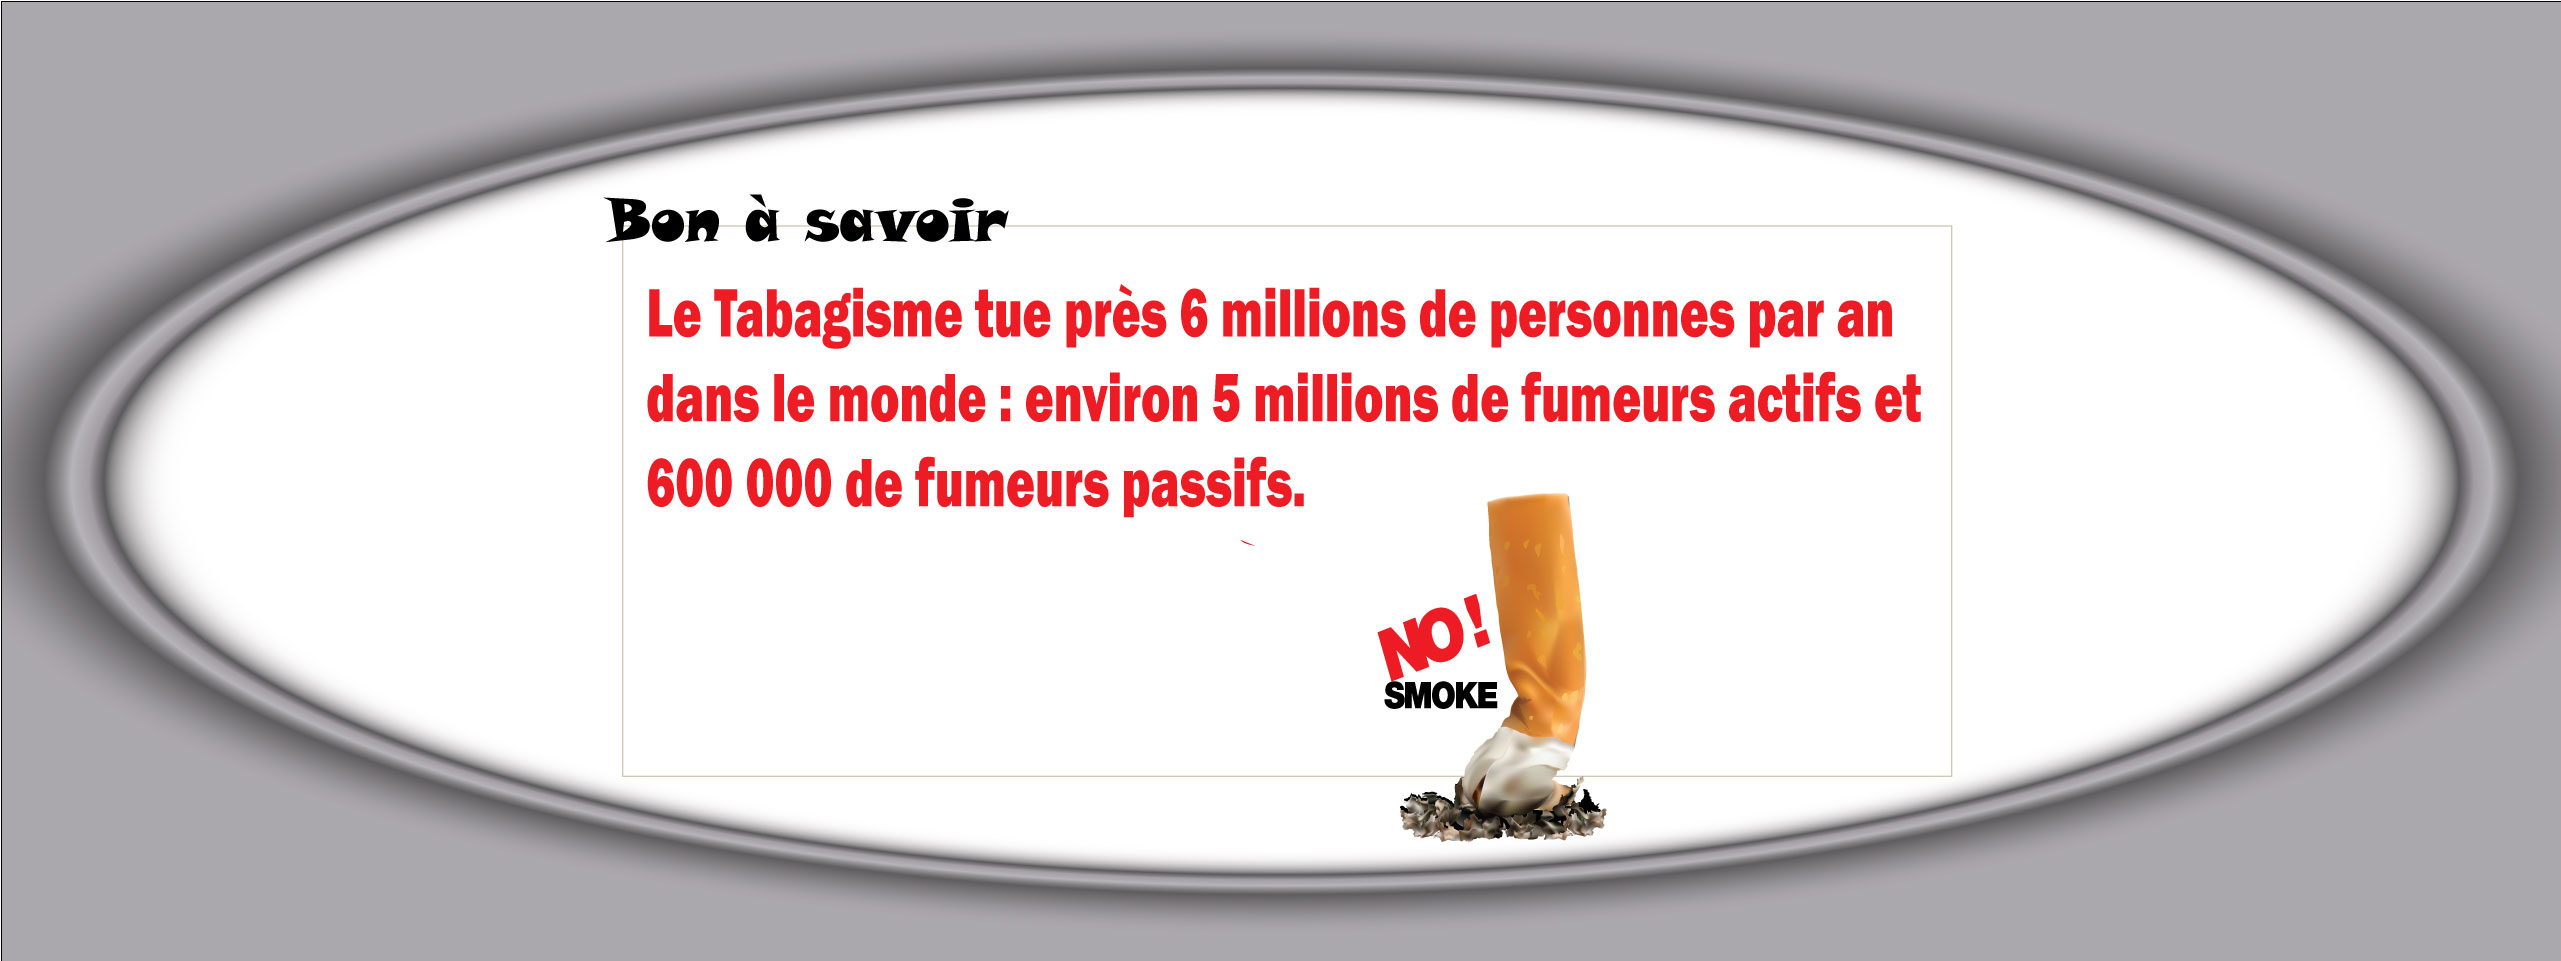 Bon à savoir
Le Tabagisme tue près 6 millions de personnes par an
dans le monde : environ 5 millions de fumeurs actifs et
600 000 de fumeurs passifs.
NO!
SMOKE